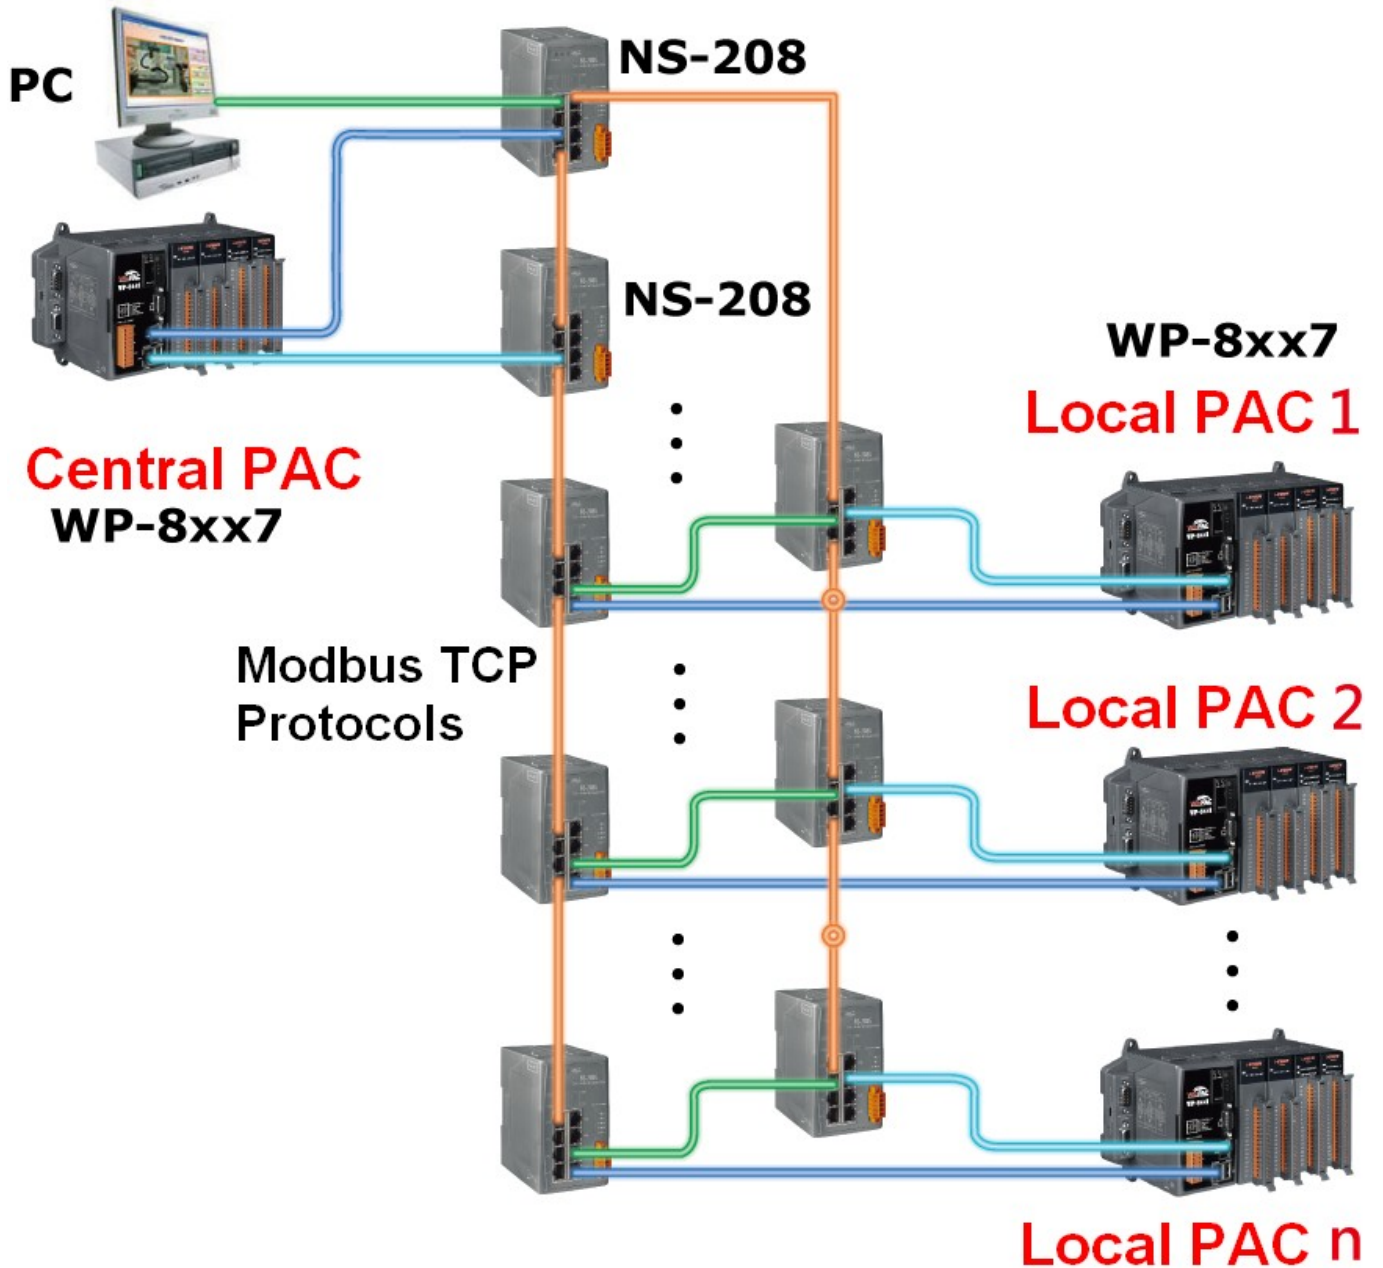 PC
NS-208
NS-208
WP-8xx7
Local PAC 1
Central PAC
WP-8xx7
Modbus TCP
Protocols
Local PAC 2
Local PAC n